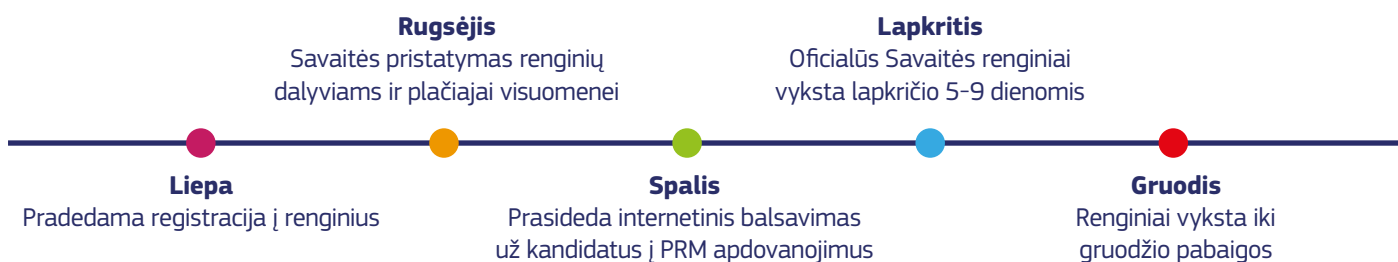 Rugsėjis
Savaitės pristatymas renginių
dalyviams ir plačiajai visuomenei
Lapkritis
Oficialūs Savaitės renginiai
vyksta lapkričio 5-9 dienomis
Liepa
Pradedama registracija į renginius
Spalis
Prasideda internetinis balsavimas
už kandidatus į PRM apdovanojimus
Gruodis
Renginiai vyksta iki
gruodžio pabaigos